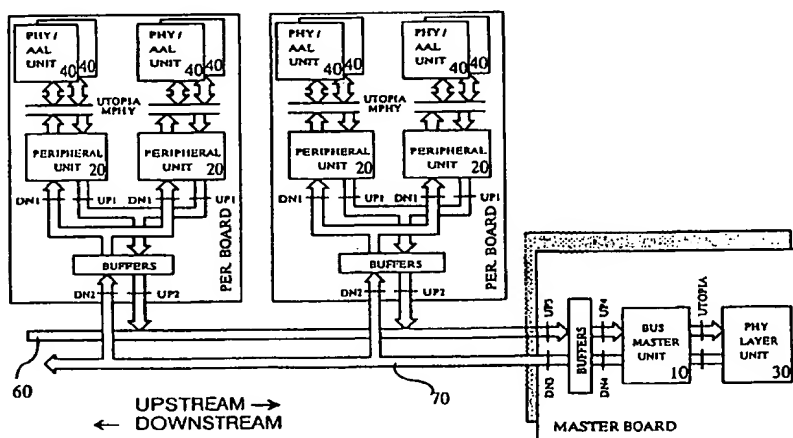 PHY/
AAL
UNIT
40
40
PHY/
AAL
UNIT
40
40
UTOPIA
MPHY
PERIPHERAL
UNIT
20
PERIPHERAL
UNIT
20
DN1
UP1
DN1
UP1
BUFFERS
DN2
UP2
PER. BOARD
PHY/
AAL
UNIT
40
40
PHY/
AAL
UNIT
40
40
UTOPIA
MPHY
PERIPHERAL
UNIT
20
PERIPHERAL
UNIT
20
DN1
UP1
DN1
UP1
BUFFERS
DN2
UP2
PER. BOARD
UP3
DN3
BUFFERS
UP4
DN4
BUS
MASTER
UNIT
10
UTOPIA
PHY
LAYER
UNIT
30
MASTER BOARD
60
70
UPSTREAM
DOWNSTREAM